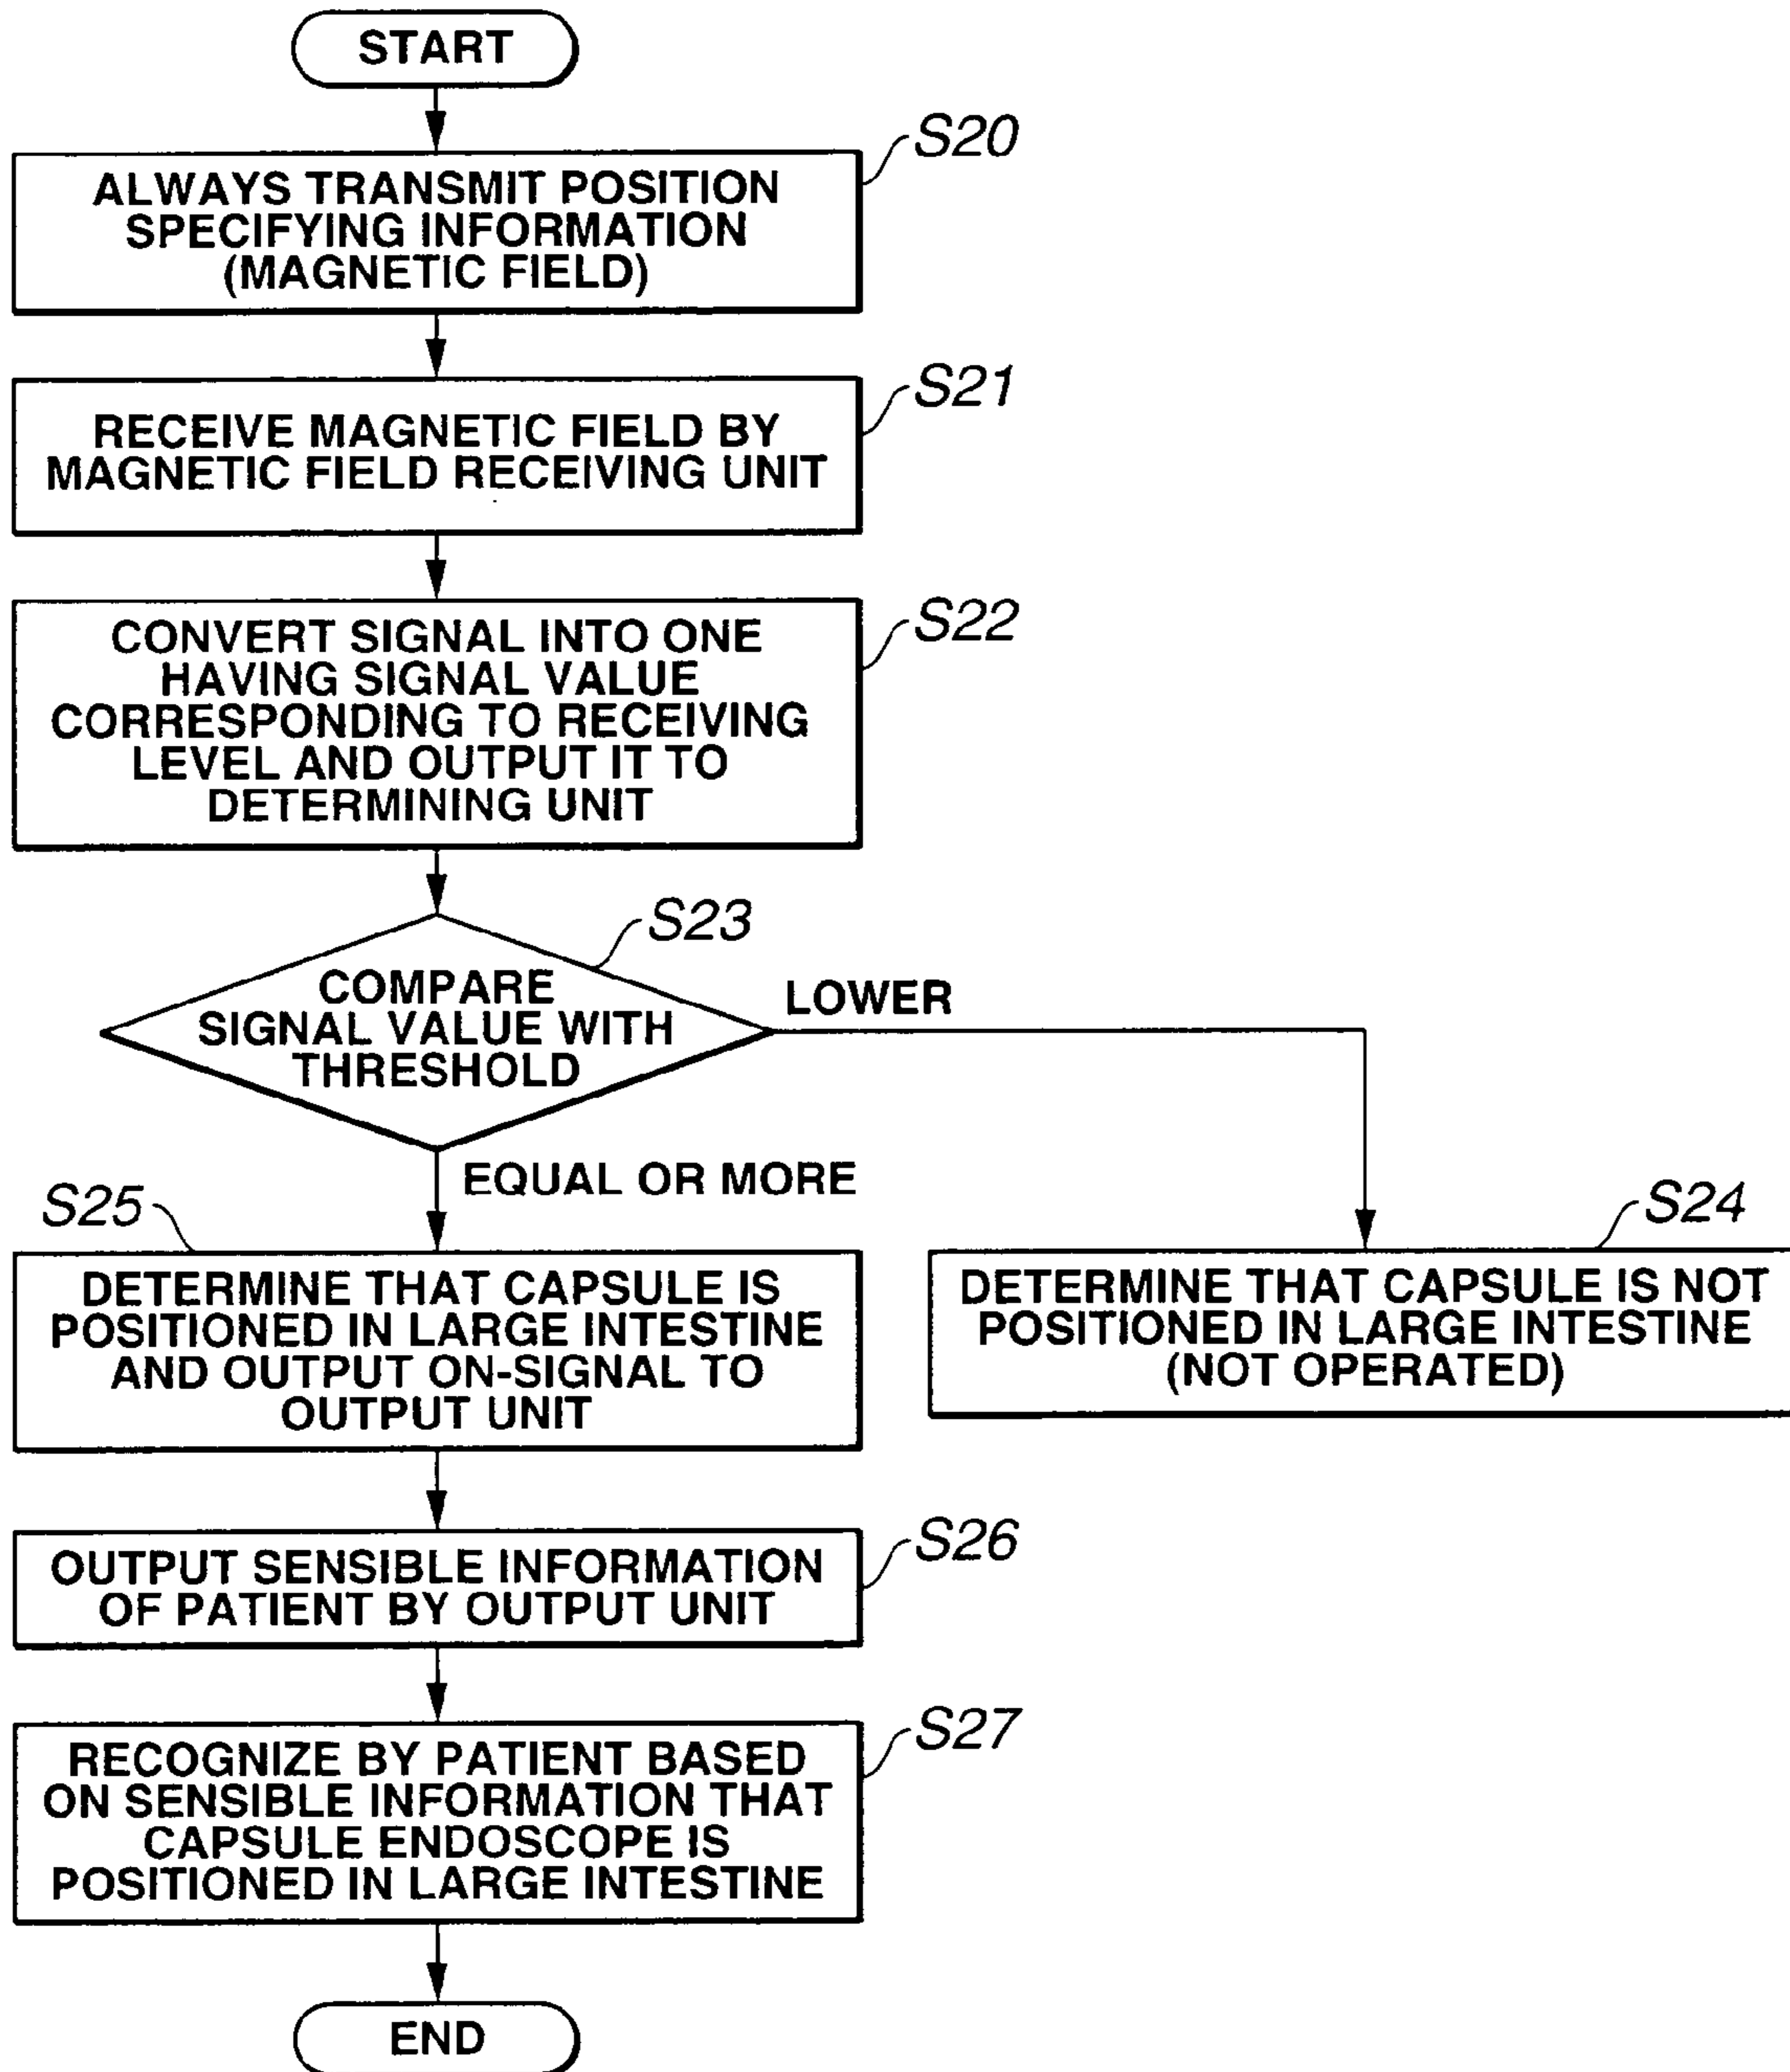 START
S20
ALWAYS TRANSMIT POSITION
SPECIFYING INFORMATION
(MAGNETIC FIELD)
S21
RECEIVE MAGNETIC FIELD BY
MAGNETIC FIELD RECEIVING UNIT
S22
CONVERT SIGNAL INTO ONE
HAVING SIGNAL VALUE
CORRESPONDING TO RECEIVING
LEVEL AND OUTPUT IT TO
DETERMINING UNIT
S23
COMPARE
SIGNAL VALUE WITH
THRESHOLD
LOWER
EQUAL OR MORE
S25
DETERMINE THAT CAPSULE IS
POSITIONED IN LARGE INTESTINE
AND OUTPUT ON-SIGNAL TO
OUTPUT UNIT
S24
DETERMINE THAT CAPSULE IS NOT
POSITIONED IN LARGE INTESTINE
(NOT OPERATED)
S26
OUTPUT SENSIBLE INFORMATION
OF PATIENT BY OUTPUT UNIT
S27
RECOGNIZE BY PATIENT BASED
ON SENSIBLE INFORMATION THAT
CAPSULE ENDOSCOPE IS
POSITIONED IN LARGE INTESTINE
END